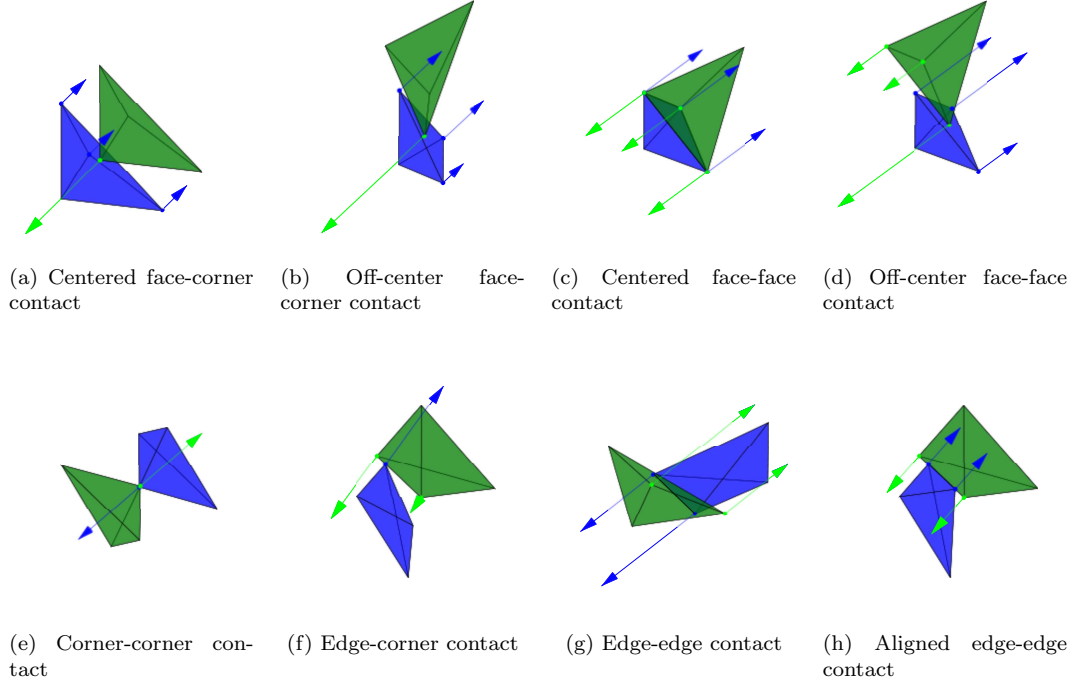 (a) Centered face-corner
contact
(b) Off-center face-
corner contact
(c) Centered face-face
contact
(d) Off-center face-face
contact
(e) Corner-corner con-
tact
(f) Edge-corner contact
(g) Edge-edge contact
(h) Aligned edge-edge
contact